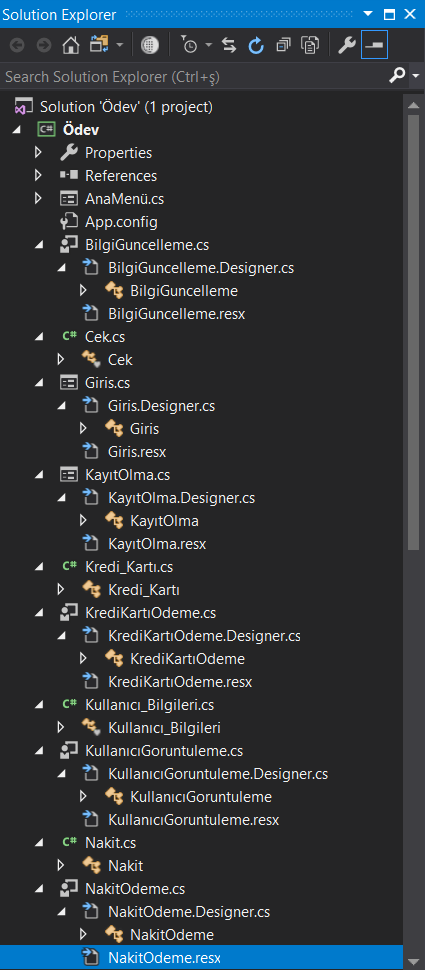 Solution Explorer
Search Solution Explorer (Ctrl+ş)
Solution 'Ödev' (1 project)
C# Ödev
Properties
References
AnaMenü.cs
App.config
BilgiGuncelleme.cs
BilgiGuncelleme.Designer.cs
BilgiGuncelleme
BilgiGuncelleme.resx
C# Cek.cs
Cek
Giris.cs
Giris.Designer.cs
Giris
Giris.resx
KayıtOlma.cs
KayıtOlma.Designer.cs
KayıtOlma
KayıtOlma.resx
C# Kredi_Kartı.cs
Kredi_Kartı
KrediKartıOdeme.cs
KrediKartıOdeme.Designer.cs
KrediKartıOdeme
KrediKartıOdeme.resx
C# Kullanıcı_Bilgileri.cs
Kullanıcı_Bilgileri
KullanıcıGoruntuleme.cs
KullanıcıGoruntuleme.Designer.cs
KullanıcıGoruntuleme
KullanıcıGoruntuleme.resx
C# Nakit.cs
Nakit
NakitOdeme.cs
NakitOdeme.Designer.cs
NakitOdeme
NakitOdeme.resx